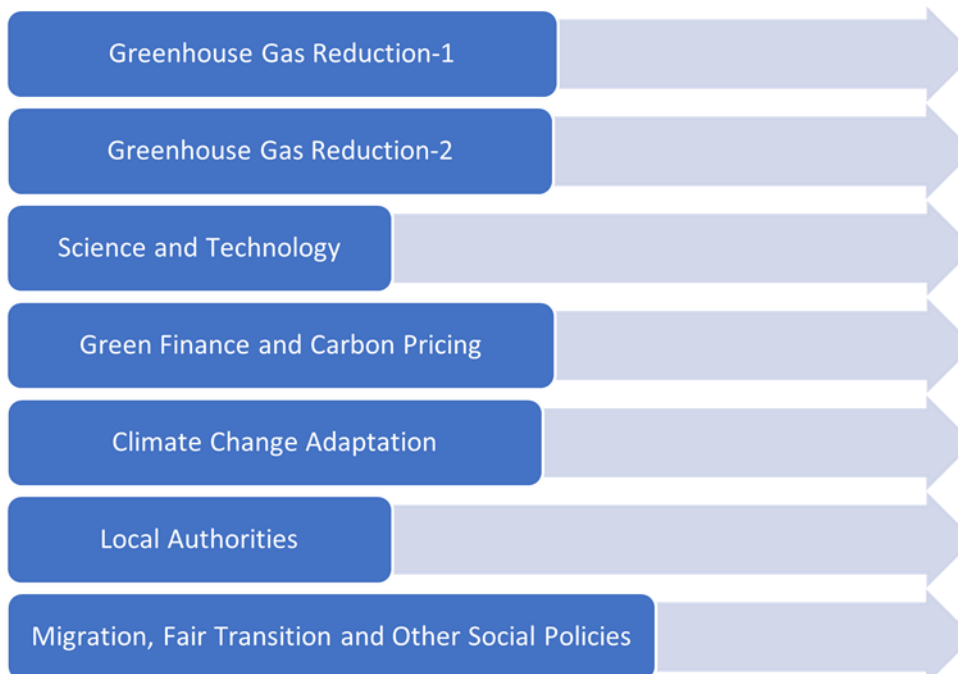 Greenhouse Gas Reduction-1
Greenhouse Gas Reduction-2
Science and Technology
Green Finance and Carbon Pricing
Climate Change Adaptation
Local Authorities
Migration, Fair Transition and Other Social Policies